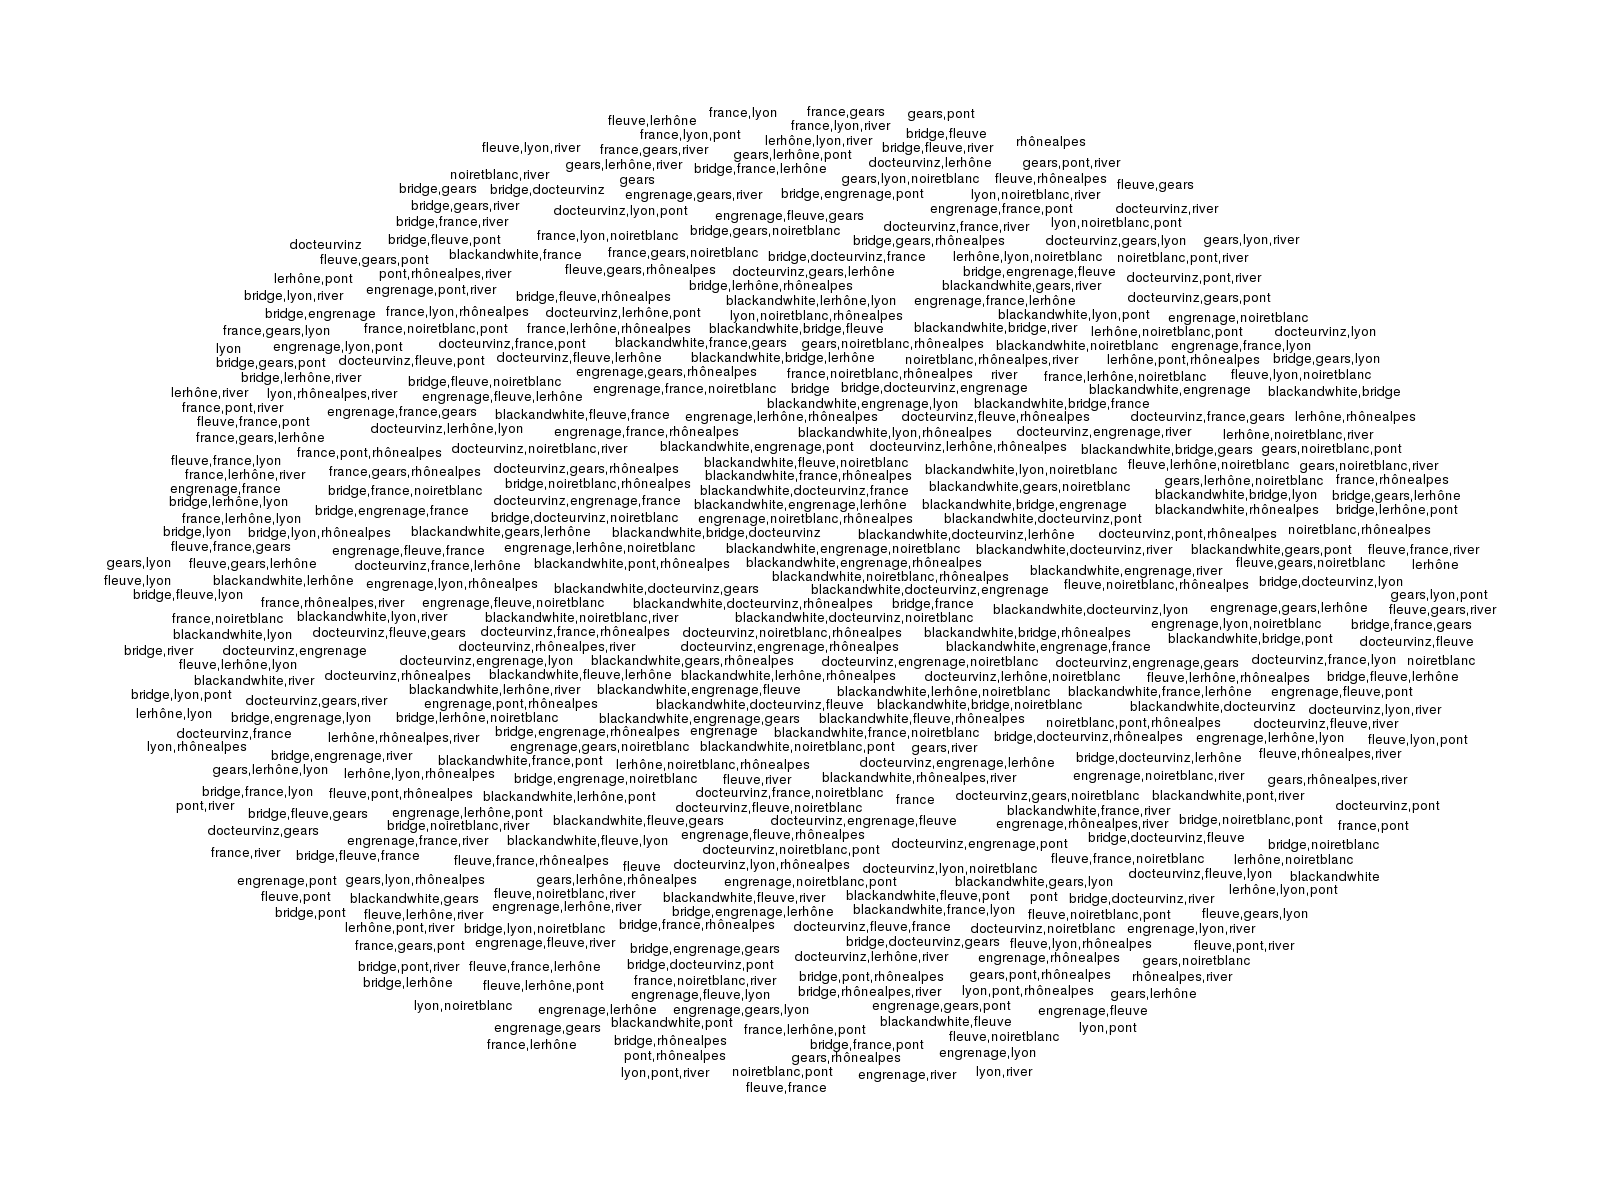 france,lyon france,gears gears,pont
fleuve,lerhône france,lyon,river
france,lyon,pont lerhône,lyon,river bridge,fleuve rhônealpes
fleuve,lyon,river france,gears,river gears,lerhône,pont bridge,fleuve,river
gears,lerhône,river bridge,france,lerhône docteurvinz,lerhône gears,pont,river
noiretblanc,river gears gears,lyon,noiretblanc fleuve,rhônealpes fleuve,gears
bridge,gears bridge,docteurvinz engrenage,gears,river bridge,engrenage,pont lyon,noiretblanc,river
bridge,gears,river docteurvinz,lyon,pont engrenage,fleuve,gears engrenage,france,pont docteurvinz,river
bridge,france,river bridge,gears,noiretblanc docteurvinz,france,river lyon,noiretblanc,pont
docteurvinz bridge,fleuve,pont france,lyon,noiretblanc bridge,gears,rhônealpes docteurvinz,gears,lyon gears,lyon,river
fleuve,gears,pont blackandwhite,france france,gears,noiretblanc bridge,docteurvinz,france lerhône,lyon,noiretblanc noiretblanc,pont,river
lerhône,pont pont,rhônealpes,river fleuve,gears,rhônealpes docteurvinz,gears,lerhône bridge,engrenage,fleuve docteurvinz,pont,river
bridge,lyon,river engrenage,pont,river bridge,fleuve,rhônealpes bridge,lerhône,rhônealpes blackandwhite,gears,river docteurvinz,gears,pont
blackandwhite,lerhône,lyon engrenage,france,lerhône
bridge,engrenage france,lyon,rhônealpes docteurvinz,lerhône,pont lyon,noiretblanc,rhônealpes blackandwhite,lyon,pont engrenage,noiretblanc
france,gears,lyon france,noiretblanc,pont france,lerhône,rhônealpes blackandwhite,bridge,fleuve blackandwhite,bridge,river lerhône,noiretblanc,pont docteurvinz,lyon
lyon engrenage,lyon,pont docteurvinz,france,pont blackandwhite,france,gears gears,noiretblanc,rhônealpes blackandwhite,noiretblanc engrenage,france,lyon
bridge,gears,pont docteurvinz,fleuve,pont docteurvinz,fleuve,lerhône blackandwhite,bridge,lerhône noiretblanc,rhônealpes,river lerhône,pont,rhônealpes bridge,gears,lyon
bridge,lerhône,river bridge,fleuve,noiretblanc engrenage,gears,rhônealpes france,noiretblanc,rhônealpes river france,lerhône,noiretblanc fleuve,lyon,noiretblanc
lerhône,river lyon,rhônealpes,river engrenage,fleuve,lerhône engrenage,france,noiretblanc bridge bridge,docteurvinz,engrenage blackandwhite,engrenage blackandwhite,bridge
france,pont,river engrenage,france,gears blackandwhite,engrenage,lyon blackandwhite,bridge,france
fleuve,france,pont blackandwhite,fleuve,france engrenage,lerhône,rhônealpes docteurvinz,fleuve,rhônealpes docteurvinz,france,gears lerhône,rhônealpes
france,gears,lerhône docteurvinz,lerhône,lyon engrenage,france,rhônealpes blackandwhite,lyon,rhônealpes docteurvinz,engrenage,river lerhône,noiretblanc,river
france,pont,rhônealpes docteurvinz,noiretblanc,river blackandwhite,engrenage,pont docteurvinz,lerhône,rhônealpes blackandwhite,bridge,gears gears,noiretblanc,pont
fleuve,france,lyon blackandwhite,fleuve,noiretblanc fleuve,lerhône,noiretblanc gears,noiretblanc,river
france,lerhône,river france,gears,rhônealpes docteurvinz,gears,rhônealpes blackandwhite,france,rhônealpes blackandwhite,lyon,noiretblanc gears,lerhône,noiretblanc france,rhônealpes
engrenage,france bridge,france,noiretblanc bridge,noiretblanc,rhônealpes blackandwhite,docteurvinz,france blackandwhite,gears,noiretblanc blackandwhite,bridge,lyon bridge,gears,lerhône
bridge,lerhône,lyon bridge,engrenage,france docteurvinz,engrenage,france blackandwhite,engrenage,lerhône blackandwhite,bridge,engrenage blackandwhite,rhônealpes bridge,lerhône,pont
france,lerhône,lyon bridge,docteurvinz,noiretblanc engrenage,noiretblanc,rhônealpes blackandwhite,docteurvinz,pont
bridge,lyon bridge,lyon,rhônealpes blackandwhite,gears,lerhône blackandwhite,bridge,docteurvinz blackandwhite,docteurvinz,lerhône docteurvinz,pont,rhônealpes noiretblanc,rhônealpes
fleuve,france,gears engrenage,fleuve,france engrenage,lerhône,noiretblanc blackandwhite,engrenage,noiretblanc blackandwhite,docteurvinz,river blackandwhite,gears,pont fleuve,france,river
gears,lyon fleuve,gears,lerhône docteurvinz,france,lerhône blackandwhite,pont,rhônealpes blackandwhite,engrenage,rhônealpes blackandwhite,engrenage,river fleuve,gears,noiretblanc lerhône
fleuve,lyon blackandwhite,lerhône engrenage,lyon,rhônealpes blackandwhite,docteurvinz,gears blackandwhite,noiretblanc,rhônealpes fleuve,noiretblanc,rhônealpes bridge,docteurvinz,lyon
bridge,fleuve,lyon blackandwhite,docteurvinz,engrenage gears,lyon,pont
france,rhônealpes,river engrenage,fleuve,noiretblanc blackandwhite,docteurvinz,rhônealpes bridge,france blackandwhite,docteurvinz,lyon engrenage,gears,lerhône fleuve,gears,river
france,noiretblanc blackandwhite,lyon,river blackandwhite,noiretblanc,river blackandwhite,docteurvinz,noiretblanc engrenage,lyon,noiretblanc bridge,france,gears
blackandwhite,lyon docteurvinz,fleuve,gears docteurvinz,france,rhônealpes docteurvinz,noiretblanc,rhônealpes blackandwhite,bridge,rhônealpes blackandwhite,bridge,pont docteurvinz,fleuve
bridge,river docteurvinz,engrenage docteurvinz,rhônealpes,river docteurvinz,engrenage,rhônealpes blackandwhite,engrenage,france
fleuve,lerhône,lyon docteurvinz,engrenage,lyon blackandwhite,gears,rhônealpes docteurvinz,engrenage,noiretblanc docteurvinz,engrenage,gears docteurvinz,france,lyon noiretblanc
blackandwhite,river docteurvinz,rhônealpes blackandwhite,fleuve,lerhône blackandwhite,lerhône,rhônealpes docteurvinz,lerhône,noiretblanc fleuve,lerhône,rhônealpes bridge,fleuve,lerhône
bridge,lyon,pont blackandwhite,lerhône,river blackandwhite,engrenage,fleuve blackandwhite,lerhône,noiretblanc blackandwhite,france,lerhône engrenage,fleuve,pont
docteurvinz,gears,river engrenage,pont,rhônealpes blackandwhite,docteurvinz,fleuve blackandwhite,bridge,noiretblanc blackandwhite,docteurvinz docteurvinz,lyon,river
lerhône,lyon bridge,engrenage,lyon bridge,lerhône,noiretblanc blackandwhite,engrenage,gears blackandwhite,fleuve,rhônealpes noiretblanc,pont,rhônealpes docteurvinz,fleuve,river
docteurvinz,france lerhône,rhônealpes,river bridge,engrenage,rhônealpes engrenage blackandwhite,france,noiretblanc bridge,docteurvinz,rhônealpes engrenage,lerhône,lyon fleuve,lyon,pont
lyon,rhônealpes bridge,engrenage,river engrenage,gears,noiretblanc blackandwhite,noiretblanc,pont gears,river bridge,docteurvinz,lerhône fleuve,rhônealpes,river
gears,lerhône,lyon lerhône,lyon,rhônealpes blackandwhite,france,pont lerhône,noiretblanc,rhônealpes docteurvinz,engrenage,lerhône
bridge,engrenage,noiretblanc fleuve,river blackandwhite,rhônealpes,river engrenage,noiretblanc,river gears,rhônealpes,river
bridge,france,lyon fleuve,pont,rhônealpes blackandwhite,lerhône,pont docteurvinz,france,noiretblanc france docteurvinz,gears,noiretblanc blackandwhite,pont,river
pont,river bridge,fleuve,gears engrenage,lerhône,pont docteurvinz,fleuve,noiretblanc blackandwhite,france,river docteurvinz,pont
docteurvinz,gears bridge,noiretblanc,river blackandwhite,fleuve,gears docteurvinz,engrenage,fleuve engrenage,rhônealpes,river bridge,noiretblanc,pont france,pont
engrenage,france,river blackandwhite,fleuve,lyon engrenage,fleuve,rhônealpes docteurvinz,engrenage,pont bridge,docteurvinz,fleuve bridge,noiretblanc
france,river bridge,fleuve,france fleuve,france,rhônealpes docteurvinz,noiretblanc,pont fleuve,france,noiretblanc lerhône,noiretblanc
fleuve docteurvinz,lyon,rhônealpes docteurvinz,lyon,noiretblanc docteurvinz,fleuve,lyon blackandwhite
engrenage,pont gears,lyon,rhônealpes gears,lerhône,rhônealpes engrenage,noiretblanc,pont blackandwhite,gears,lyon lerhône,lyon,pont
fleuve,pont blackandwhite,gears fleuve,noiretblanc,river blackandwhite,fleuve,river blackandwhite,fleuve,pont pont bridge,docteurvinz,river
bridge,pont fleuve,lerhône,river engrenage,lerhône,river bridge,engrenage,lerhône blackandwhite,france,lyon fleuve,noiretblanc,pont fleuve,gears,lyon
lerhône,pont,river bridge,lyon,noiretblanc bridge,france,rhônealpes docteurvinz,fleuve,france docteurvinz,noiretblanc engrenage,lyon,river
france,gears,pont engrenage,fleuve,river bridge,engrenage,gears bridge,docteurvinz,gears fleuve,lyon,rhônealpes fleuve,pont,river
bridge,pont,river fleuve,france,lerhône bridge,docteurvinz,pont docteurvinz,lerhône,river engrenage,rhônealpes gears,noiretblanc
bridge,lerhône fleuve,lerhône,pont france,noiretblanc,river bridge,pont,rhônealpes gears,pont,rhônealpes rhônealpes,river
engrenage,fleuve,lyon bridge,rhônealpes,river lyon,pont,rhônealpes gears,lerhône
lyon,noiretblanc engrenage,lerhône engrenage,gears,lyon engrenage,gears,pont engrenage,fleuve
engrenage,gears blackandwhite,pont france,lerhône,pont blackandwhite,fleuve lyon,pont
france,lerhône bridge,rhônealpes bridge,france,pont fleuve,noiretblanc
pont,rhônealpes gears,rhônealpes engrenage,lyon
lyon,pont,river noiretblanc,pont engrenage,river lyon,river
fleuve,france